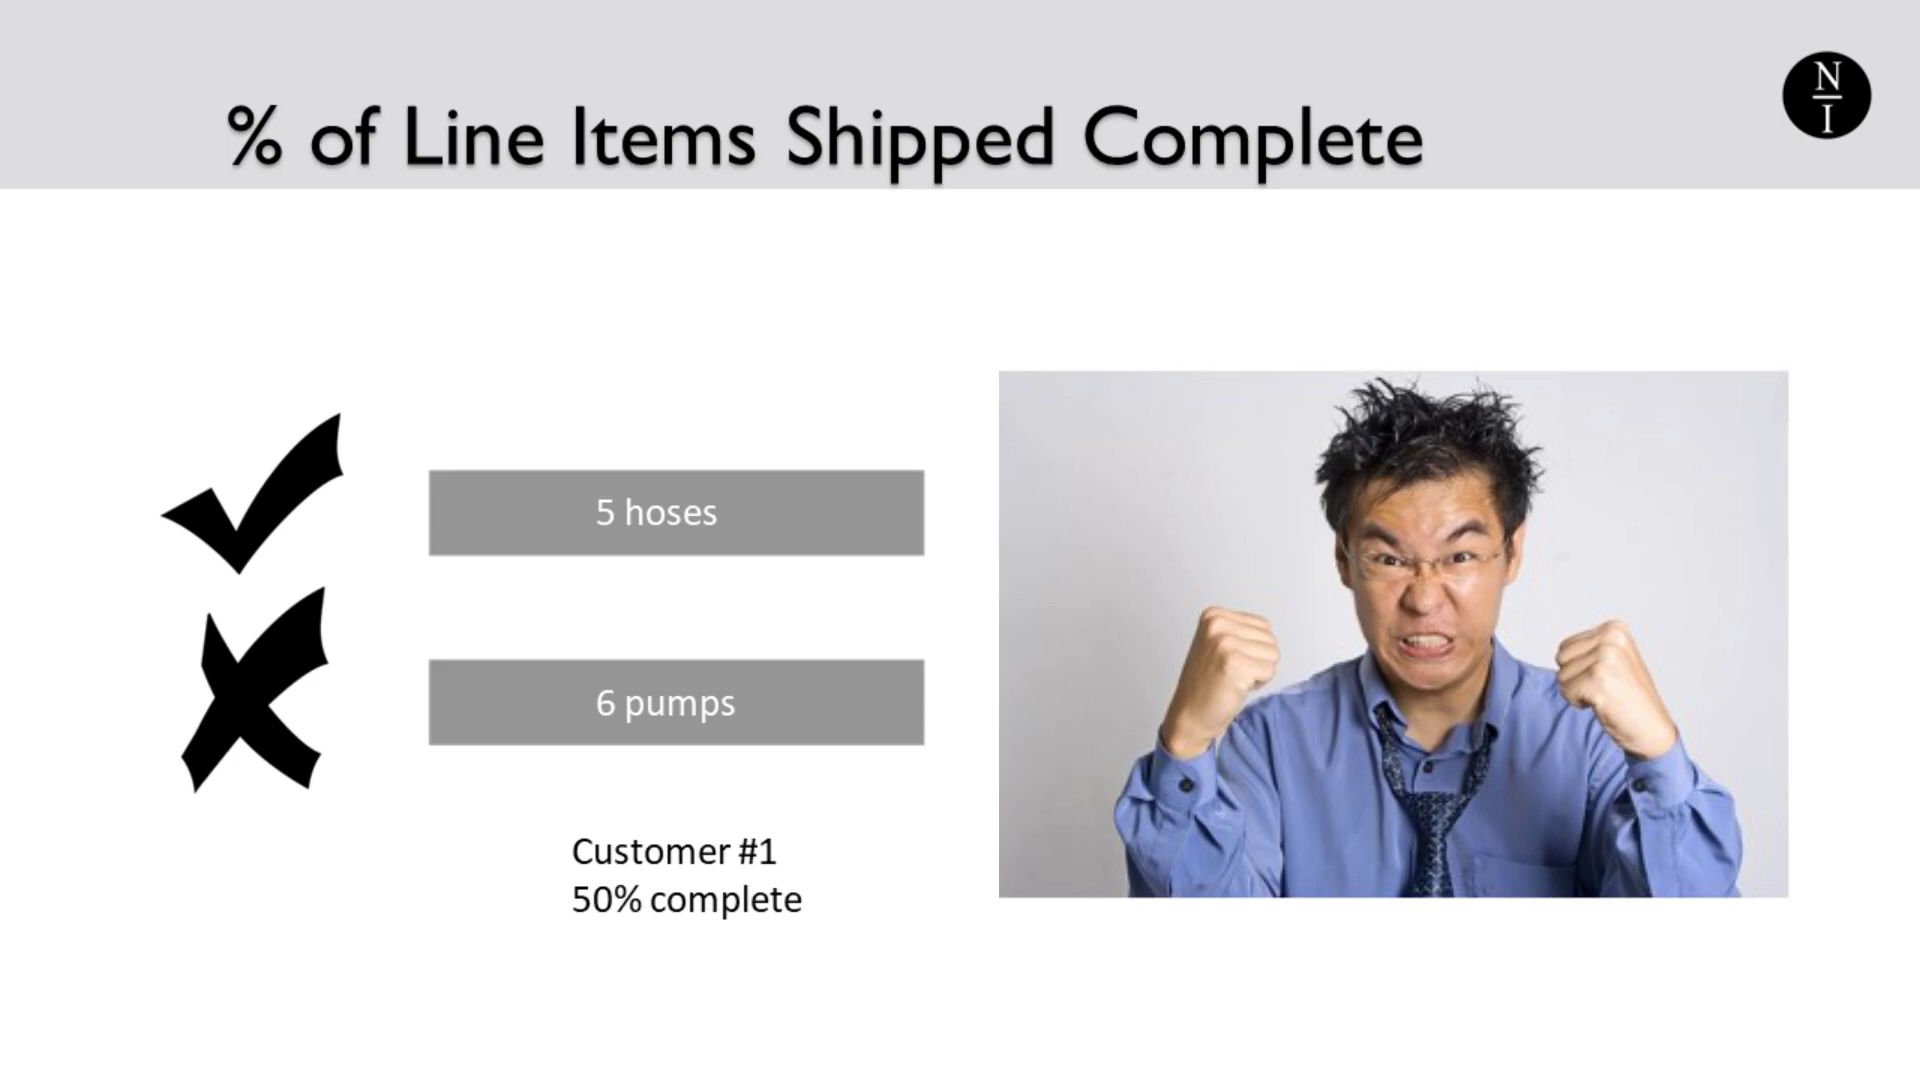 % of Line Items Shipped Complete
N
I
5 hoses
6 pumps
Customer #1
50% complete